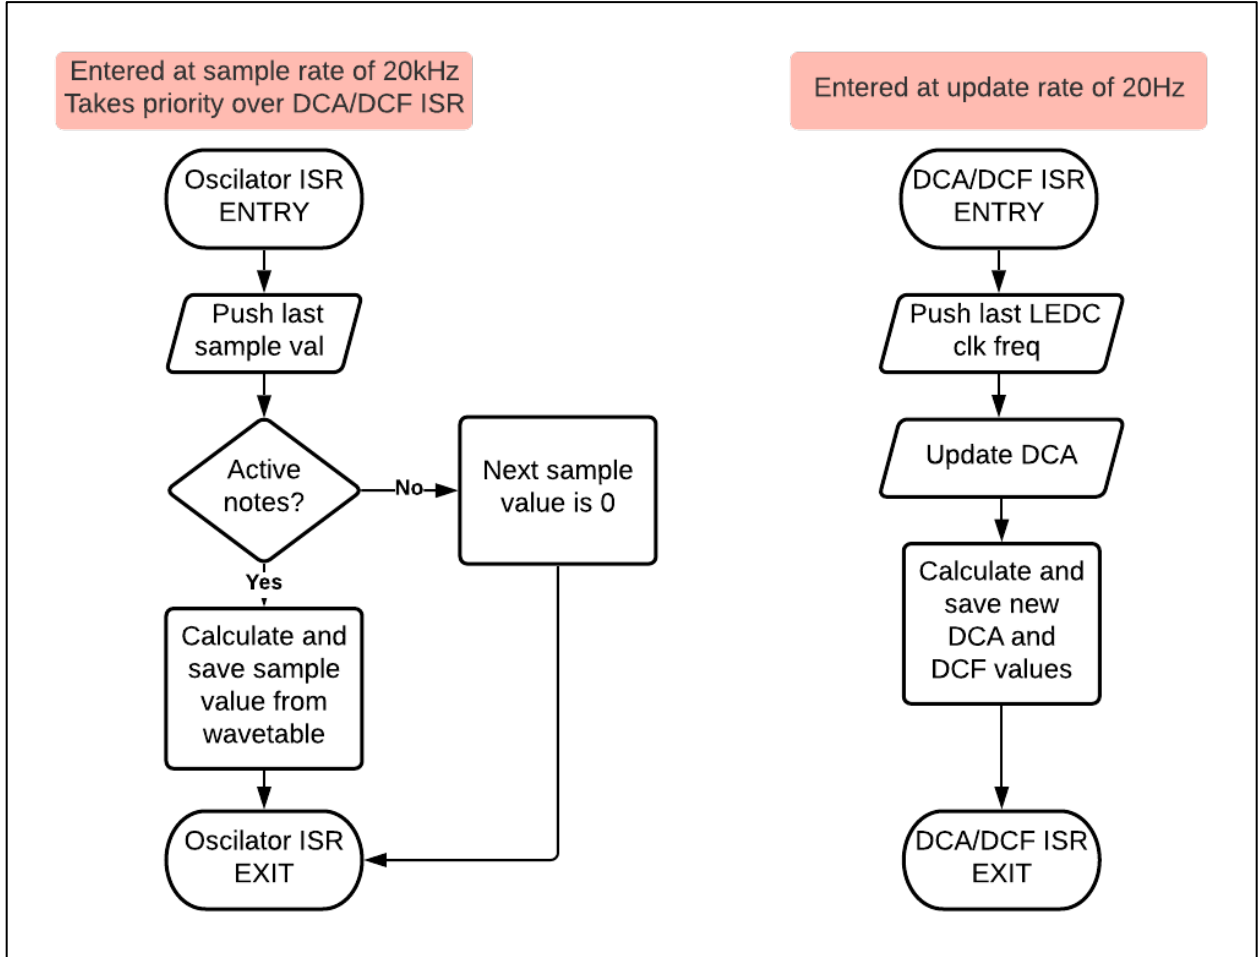 Entered at sample rate of 20kHz
Takes priority over DCA/DCF ISR
Oscilator ISR
ENTRY
Push last
sample val
Active
notes?
No
Next sample
value is 0
Yes
Calculate and
save sample
value from
wavetable
Oscilator ISR
EXIT
Entered at update rate of 20Hz
DCA/DCF ISR
ENTRY
Push last LEDC
clk freq
Update DCA
Calculate and
save new
DCA and
DCF values
DCA/DCF ISR
EXIT